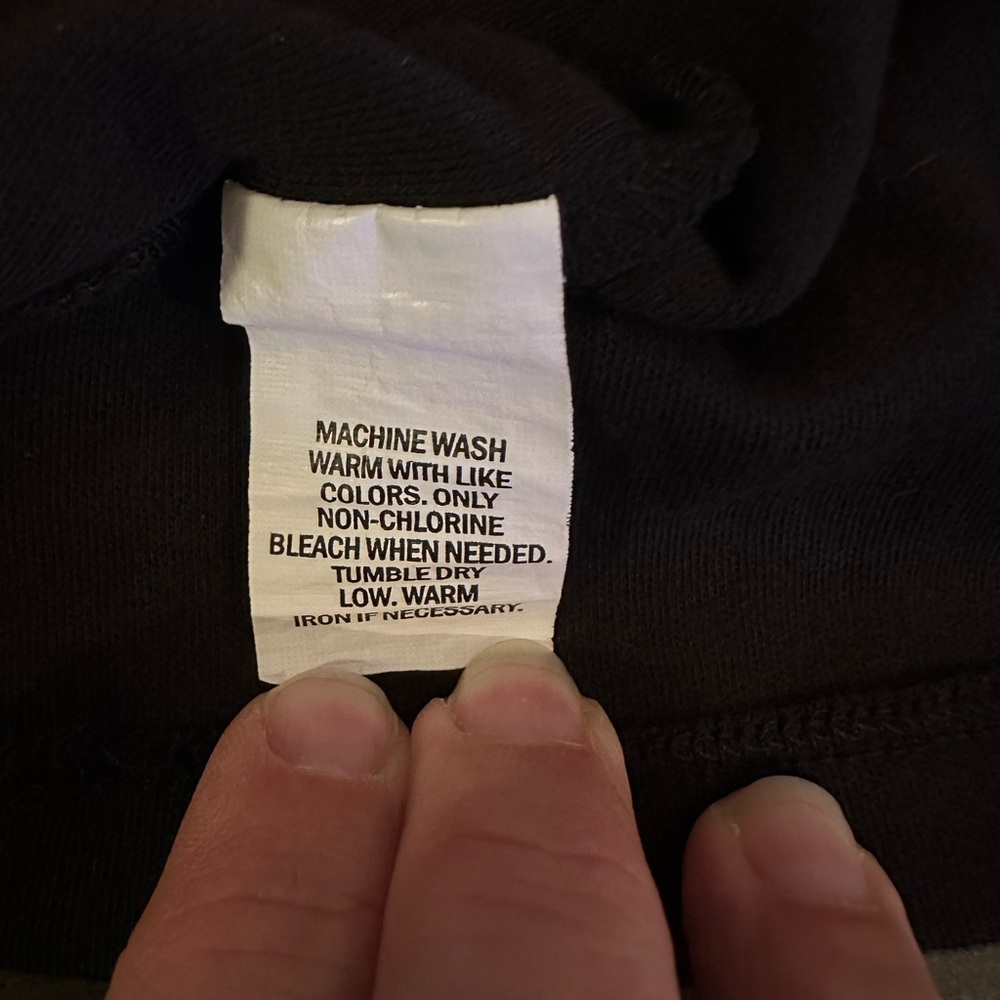 MACHINE WASH
WARM WITH LIKE
COLORS. ONLY
NON-CHLORINE
BLEACH WHEN NEEDED.
TUMBLE DRY
LOW. WARM
IRON IF NECESSARY.